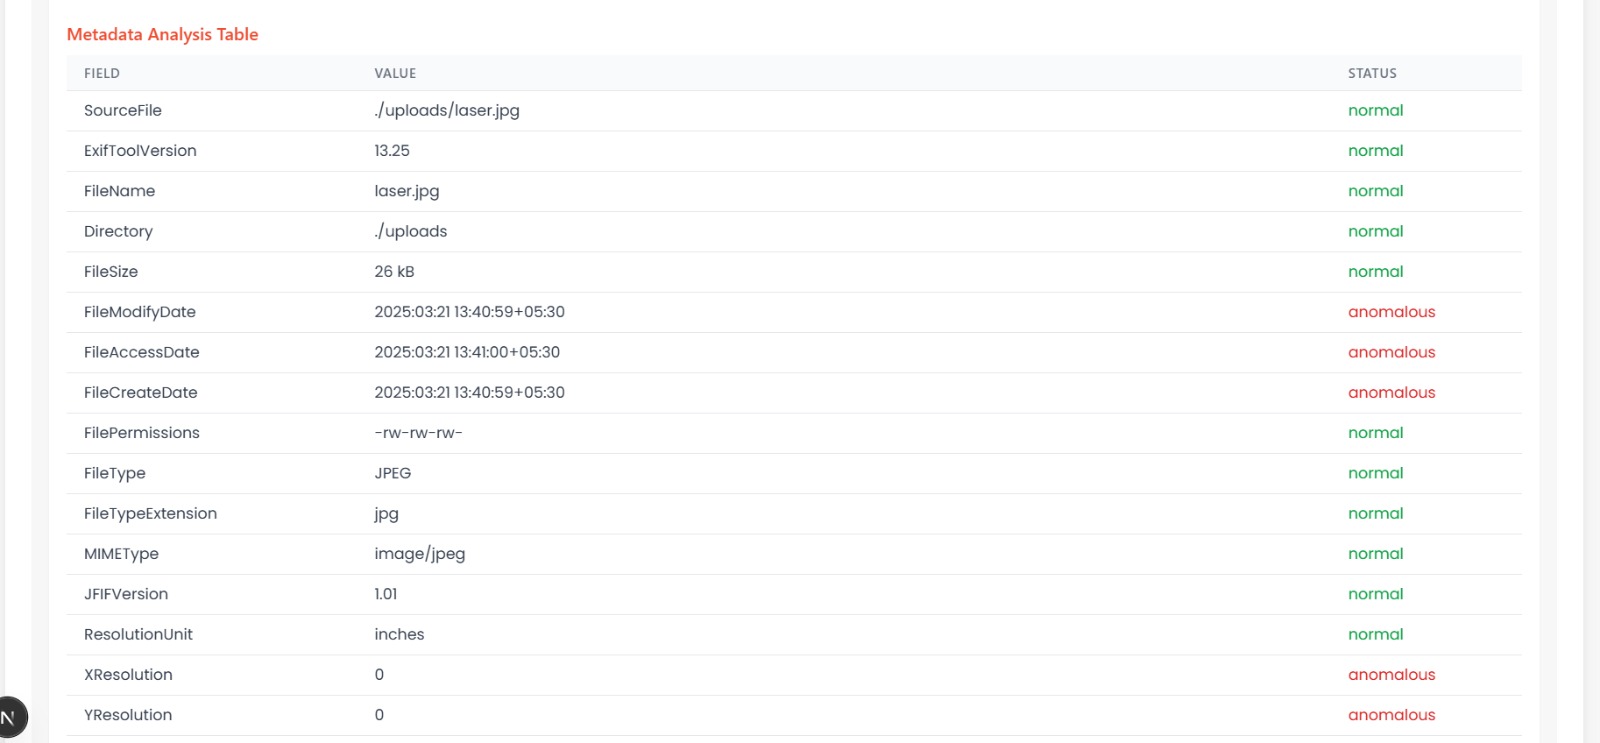 Metadata Analysis Table
FIELD VALUE STATUS
SourceFile ./uploads/laser.jpg normal
ExifToolVersion 13.25 normal
FileName laser.jpg normal
Directory ./uploads normal
FileSize 26 kB normal
FileModifyDate 2025:03:21 13:40:59+05:30 anomalous
FileAccessDate 2025:03:21 13:41:00+05:30 anomalous
FileCreateDate 2025:03:21 13:40:59+05:30 anomalous
FilePermissions -rw-rw-rw- normal
FileType JPEG normal
FileTypeExtension jpg normal
MIMEType image/jpeg normal
JFIFVersion 1.01 normal
ResolutionUnit inches normal
XResolution 0 anomalous
YResolution 0 anomalous
N